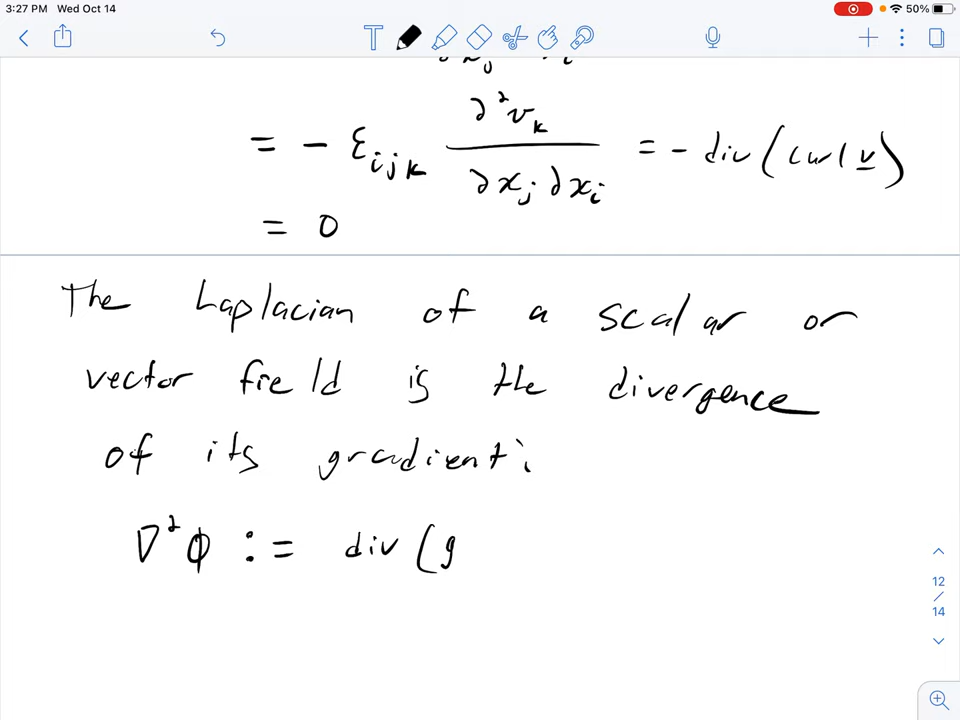 3:27 PM Wed Oct 14
50%
= - ε_ijk ∂²v_k / ∂x_j ∂x_i = - div(curl v)
= 0
The Laplacian of a scalar or
vector field is the divergence
of its gradient:
∇²ϕ := div(g
12
/
14